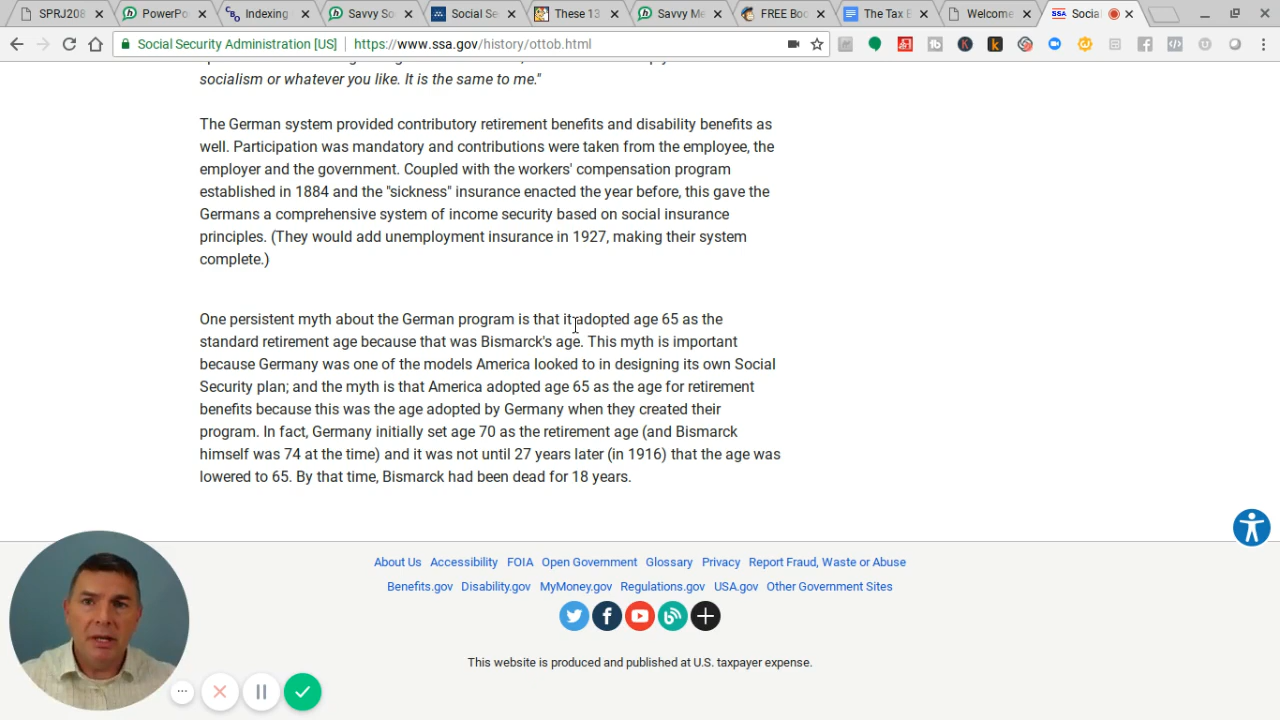 SPRJ208
PowerPo
Indexing
Savvy So
Social Se
These 13
Savvy Me
FREE Boo
The Tax E
Welcome
Social
Social Security Administration [US] https://www.ssa.gov/history/ottob.html
socialism or whatever you like. It is the same to me."
The German system provided contributory retirement benefits and disability benefits as
well. Participation was mandatory and contributions were taken from the employee, the
employer and the government. Coupled with the workers' compensation program
established in 1884 and the "sickness" insurance enacted the year before, this gave the
Germans a comprehensive system of income security based on social insurance
principles. (They would add unemployment insurance in 1927, making their system
complete.)
One persistent myth about the German program is that it adopted age 65 as the
standard retirement age because that was Bismarck's age. This myth is important
because Germany was one of the models America looked to in designing its own Social
Security plan; and the myth is that America adopted age 65 as the age for retirement
benefits because this was the age adopted by Germany when they created their
program. In fact, Germany initially set age 70 as the retirement age (and Bismarck
himself was 74 at the time) and it was not until 27 years later (in 1916) that the age was
lowered to 65. By that time, Bismarck had been dead for 18 years.
About Us Accessibility FOIA Open Government Glossary Privacy Report Fraud, Waste or Abuse
Benefits.gov Disability.gov MyMoney.gov Regulations.gov USA.gov Other Government Sites
This website is produced and published at U.S. taxpayer expense.